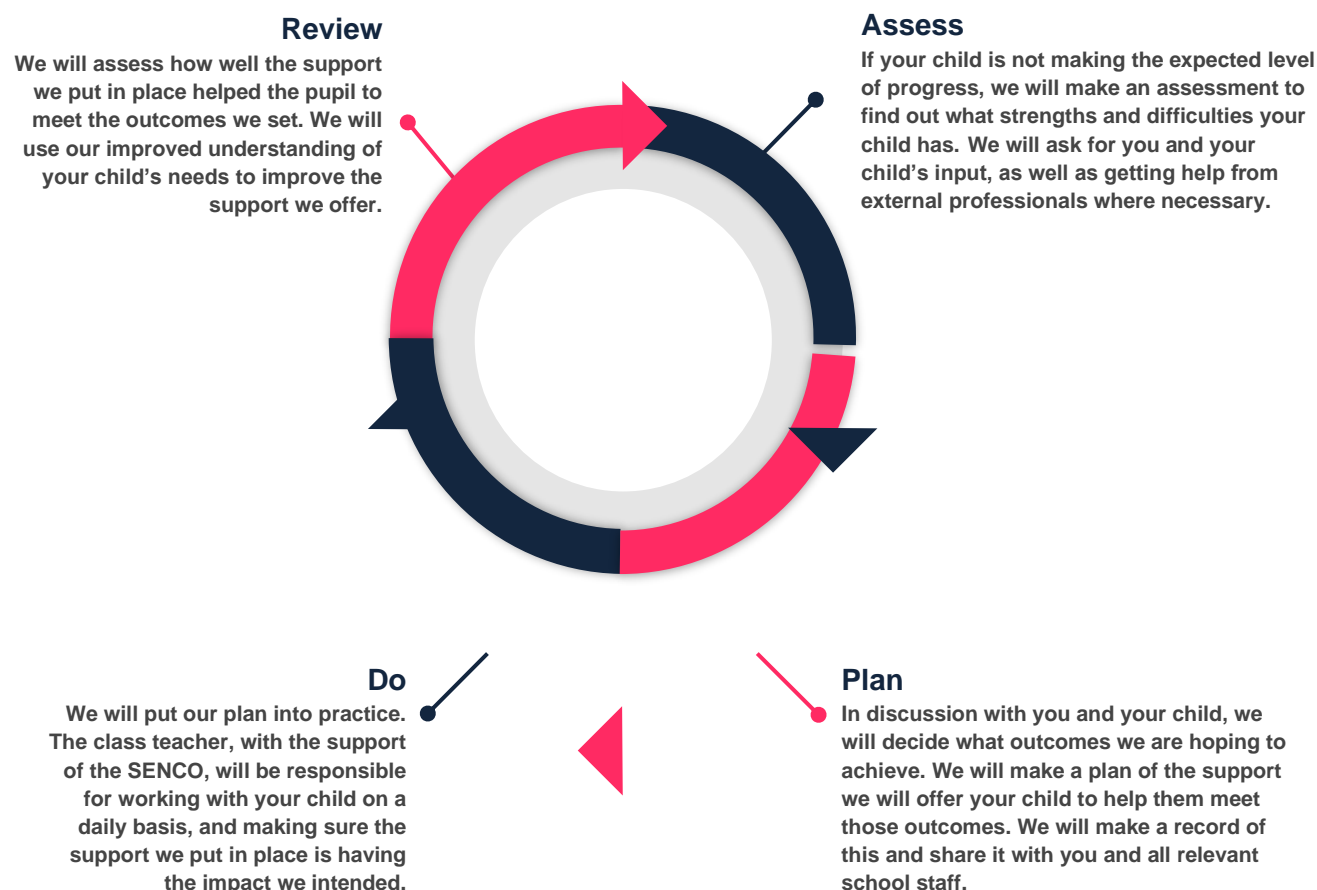 Review
We will assess how well the support
we put in place helped the pupil to
meet the outcomes we set. We will
use our improved understanding of
your child’s needs to improve the
support we offer.
Assess
If your child is not making the expected level
of progress, we will make an assessment to
find out what strengths and difficulties your
child has. We will ask for you and your
child’s input, as well as getting help from
external professionals where necessary.
Do
We will put our plan into practice.
The class teacher, with the support
of the SENCO, will be responsible
for working with your child on a
daily basis, and making sure the
support we put in place is having
the impact we intended.
Plan
In discussion with you and your child, we
will decide what outcomes we are hoping to
achieve. We will make a plan of the support
we will offer your child to help them meet
those outcomes. We will make a record of
this and share it with you and all relevant
school staff.